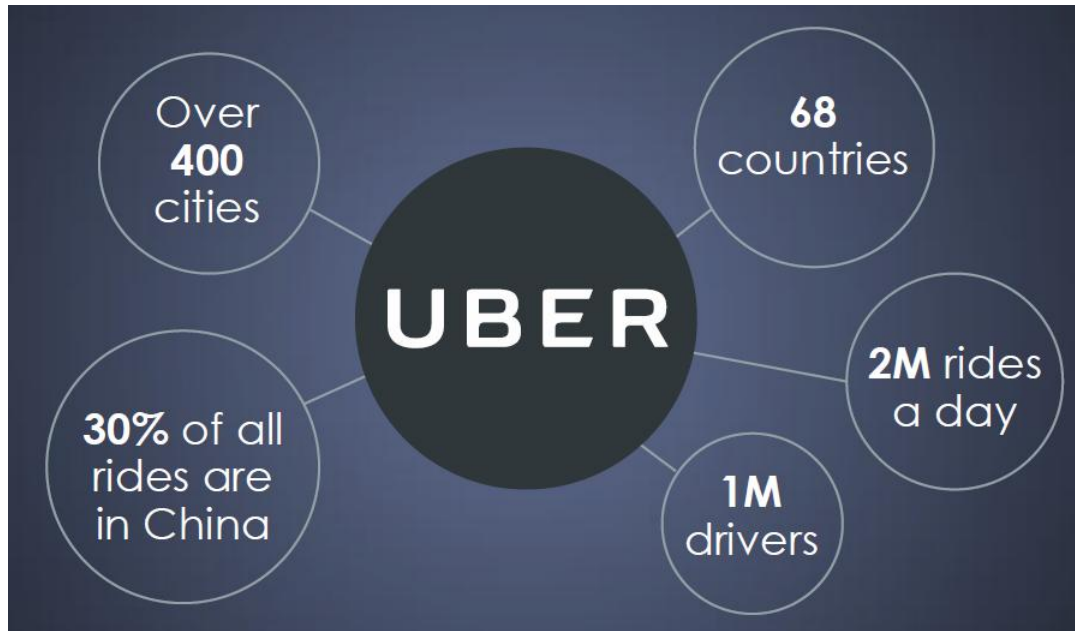 Over
400
cities
68
countries
UBER
2M rides
a day
30% of all
rides are
in China
1M
drivers